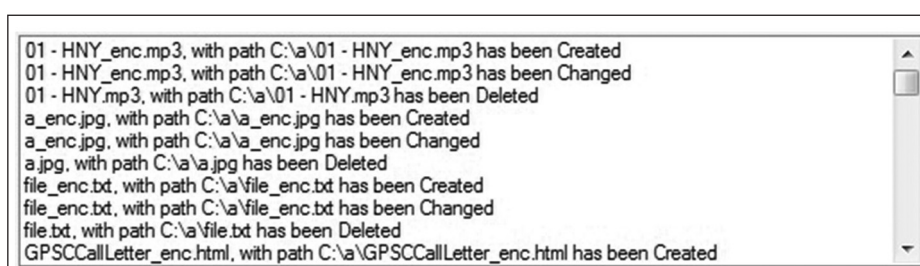 01 - HNY_enc.mp3, with path C:\a\01 - HNY_enc.mp3 has been Created
01 - HNY_enc.mp3, with path C:\a\01 - HNY_enc.mp3 has been Changed
01 - HNY.mp3, with path C:\a\01 - HNY.mp3 has been Deleted
a_enc.jpg, with path C:\a\a_enc.jpg has been Created
a_enc.jpg, with path C:\a\a_enc.jpg has been Changed
a.jpg, with path C:\a\a.jpg has been Deleted
file_enc.txt, with path C:\a\file_enc.txt has been Created
file_enc.txt, with path C:\a\file_enc.txt has been Changed
file.txt, with path C:\a\file.txt has been Deleted
GPSCCallLetter_enc.html, with path C:\a\GPSCCallLetter_enc.html has been Created